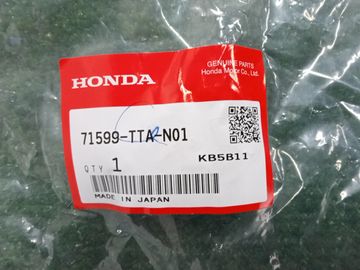 GENUINE PARTS
Honda Motor Co., Ltd.
HONDA
71599-TTA-N01
QTY 1
KB5B11
MADE IN JAPAN